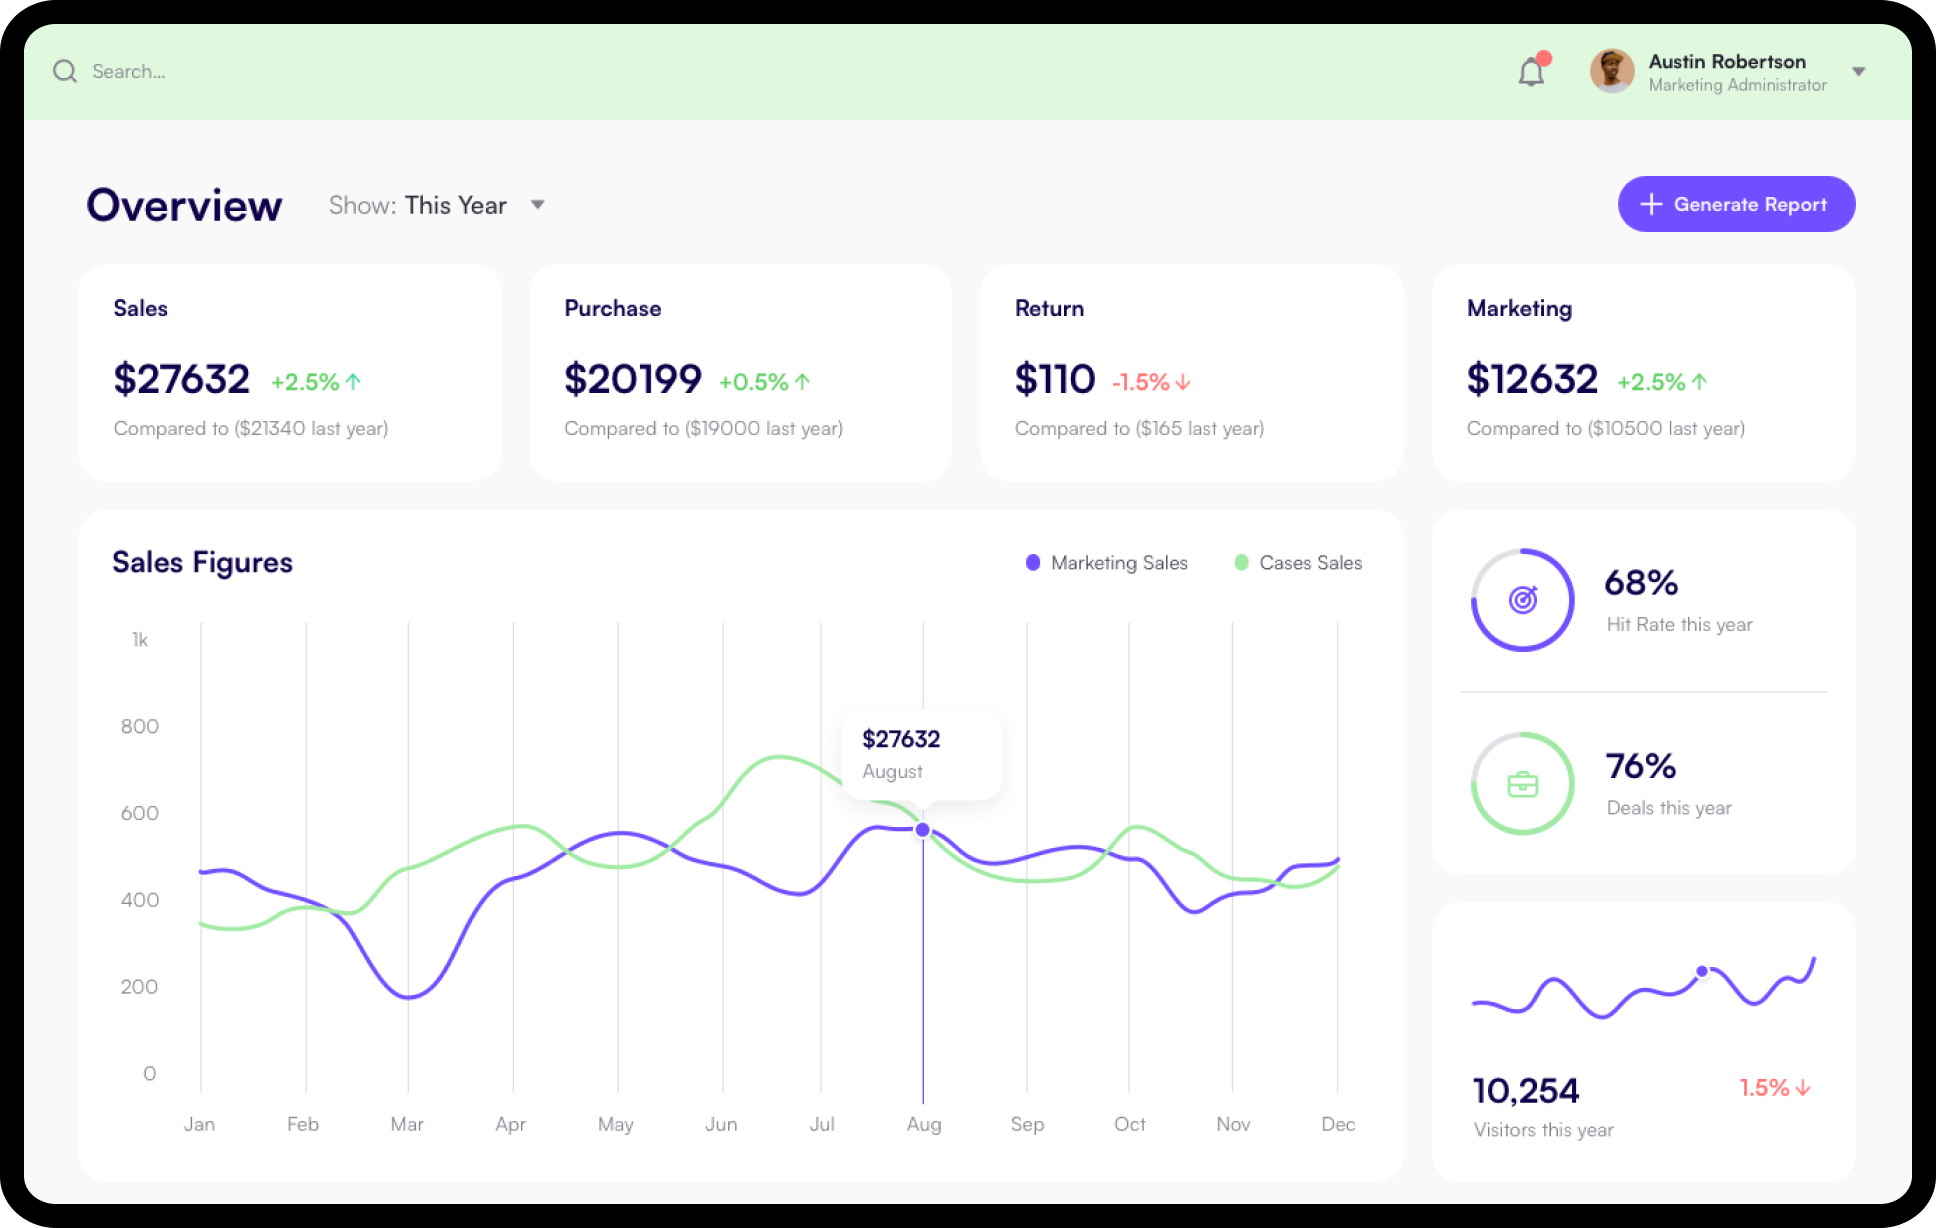 Search...
Austin Robertson
Marketing Administrator
Overview
Show: This Year
Generate Report
Sales
$27632 +2.5%↑
Compared to ($21340 last year)
Purchase
$20199 +0.5%↑
Compared to ($19000 last year)
Return
$110 -1.5%↓
Compared to ($165 last year)
Marketing
$12632 +2.5%↑
Compared to ($10500 last year)
Sales Figures
Marketing Sales
Cases Sales
1k
800
600
400
200
0
$27632
August
Jan Feb Mar Apr May Jun Jul Aug Sep Oct Nov Dec
68%
Hit Rate this year
76%
Deals this year
10,254
1.5%↓
Visitors this year